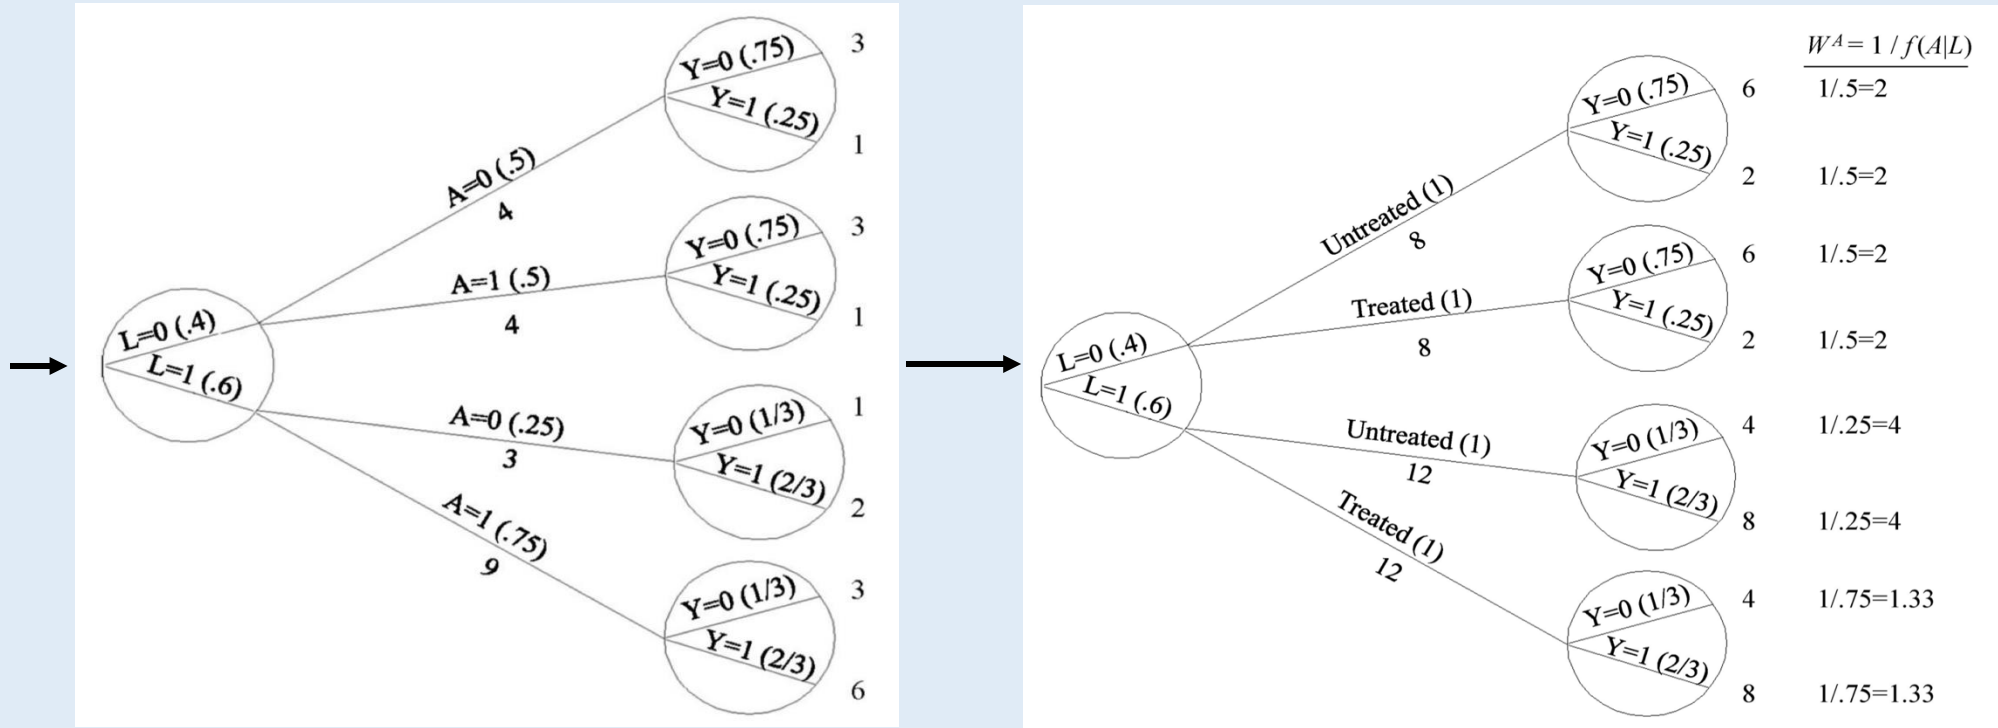 L=0 (.4)
L=1 (.6)
A=0 (.5)
4
A=1 (.5)
4
A=0 (.25)
3
A=1 (.75)
9
Y=0 (.75) 3
Y=1 (.25) 1
Y=0 (.75) 3
Y=1 (.25) 1
Y=0 (1/3) 1
Y=1 (2/3) 2
Y=0 (1/3) 3
Y=1 (2/3) 6
L=0 (.4)
L=1 (.6)
Untreated (1)
8
Treated (1)
8
Untreated (1)
12
Treated (1)
12
W^A = 1 / f(A|L)
Y=0 (.75) 6 1/.5=2
Y=1 (.25) 2 1/.5=2
Y=0 (.75) 6 1/.5=2
Y=1 (.25) 2 1/.5=2
Y=0 (1/3) 4 1/.25=4
Y=1 (2/3) 8 1/.25=4
Y=0 (1/3) 4 1/.75=1.33
Y=1 (2/3) 8 1/.75=1.33